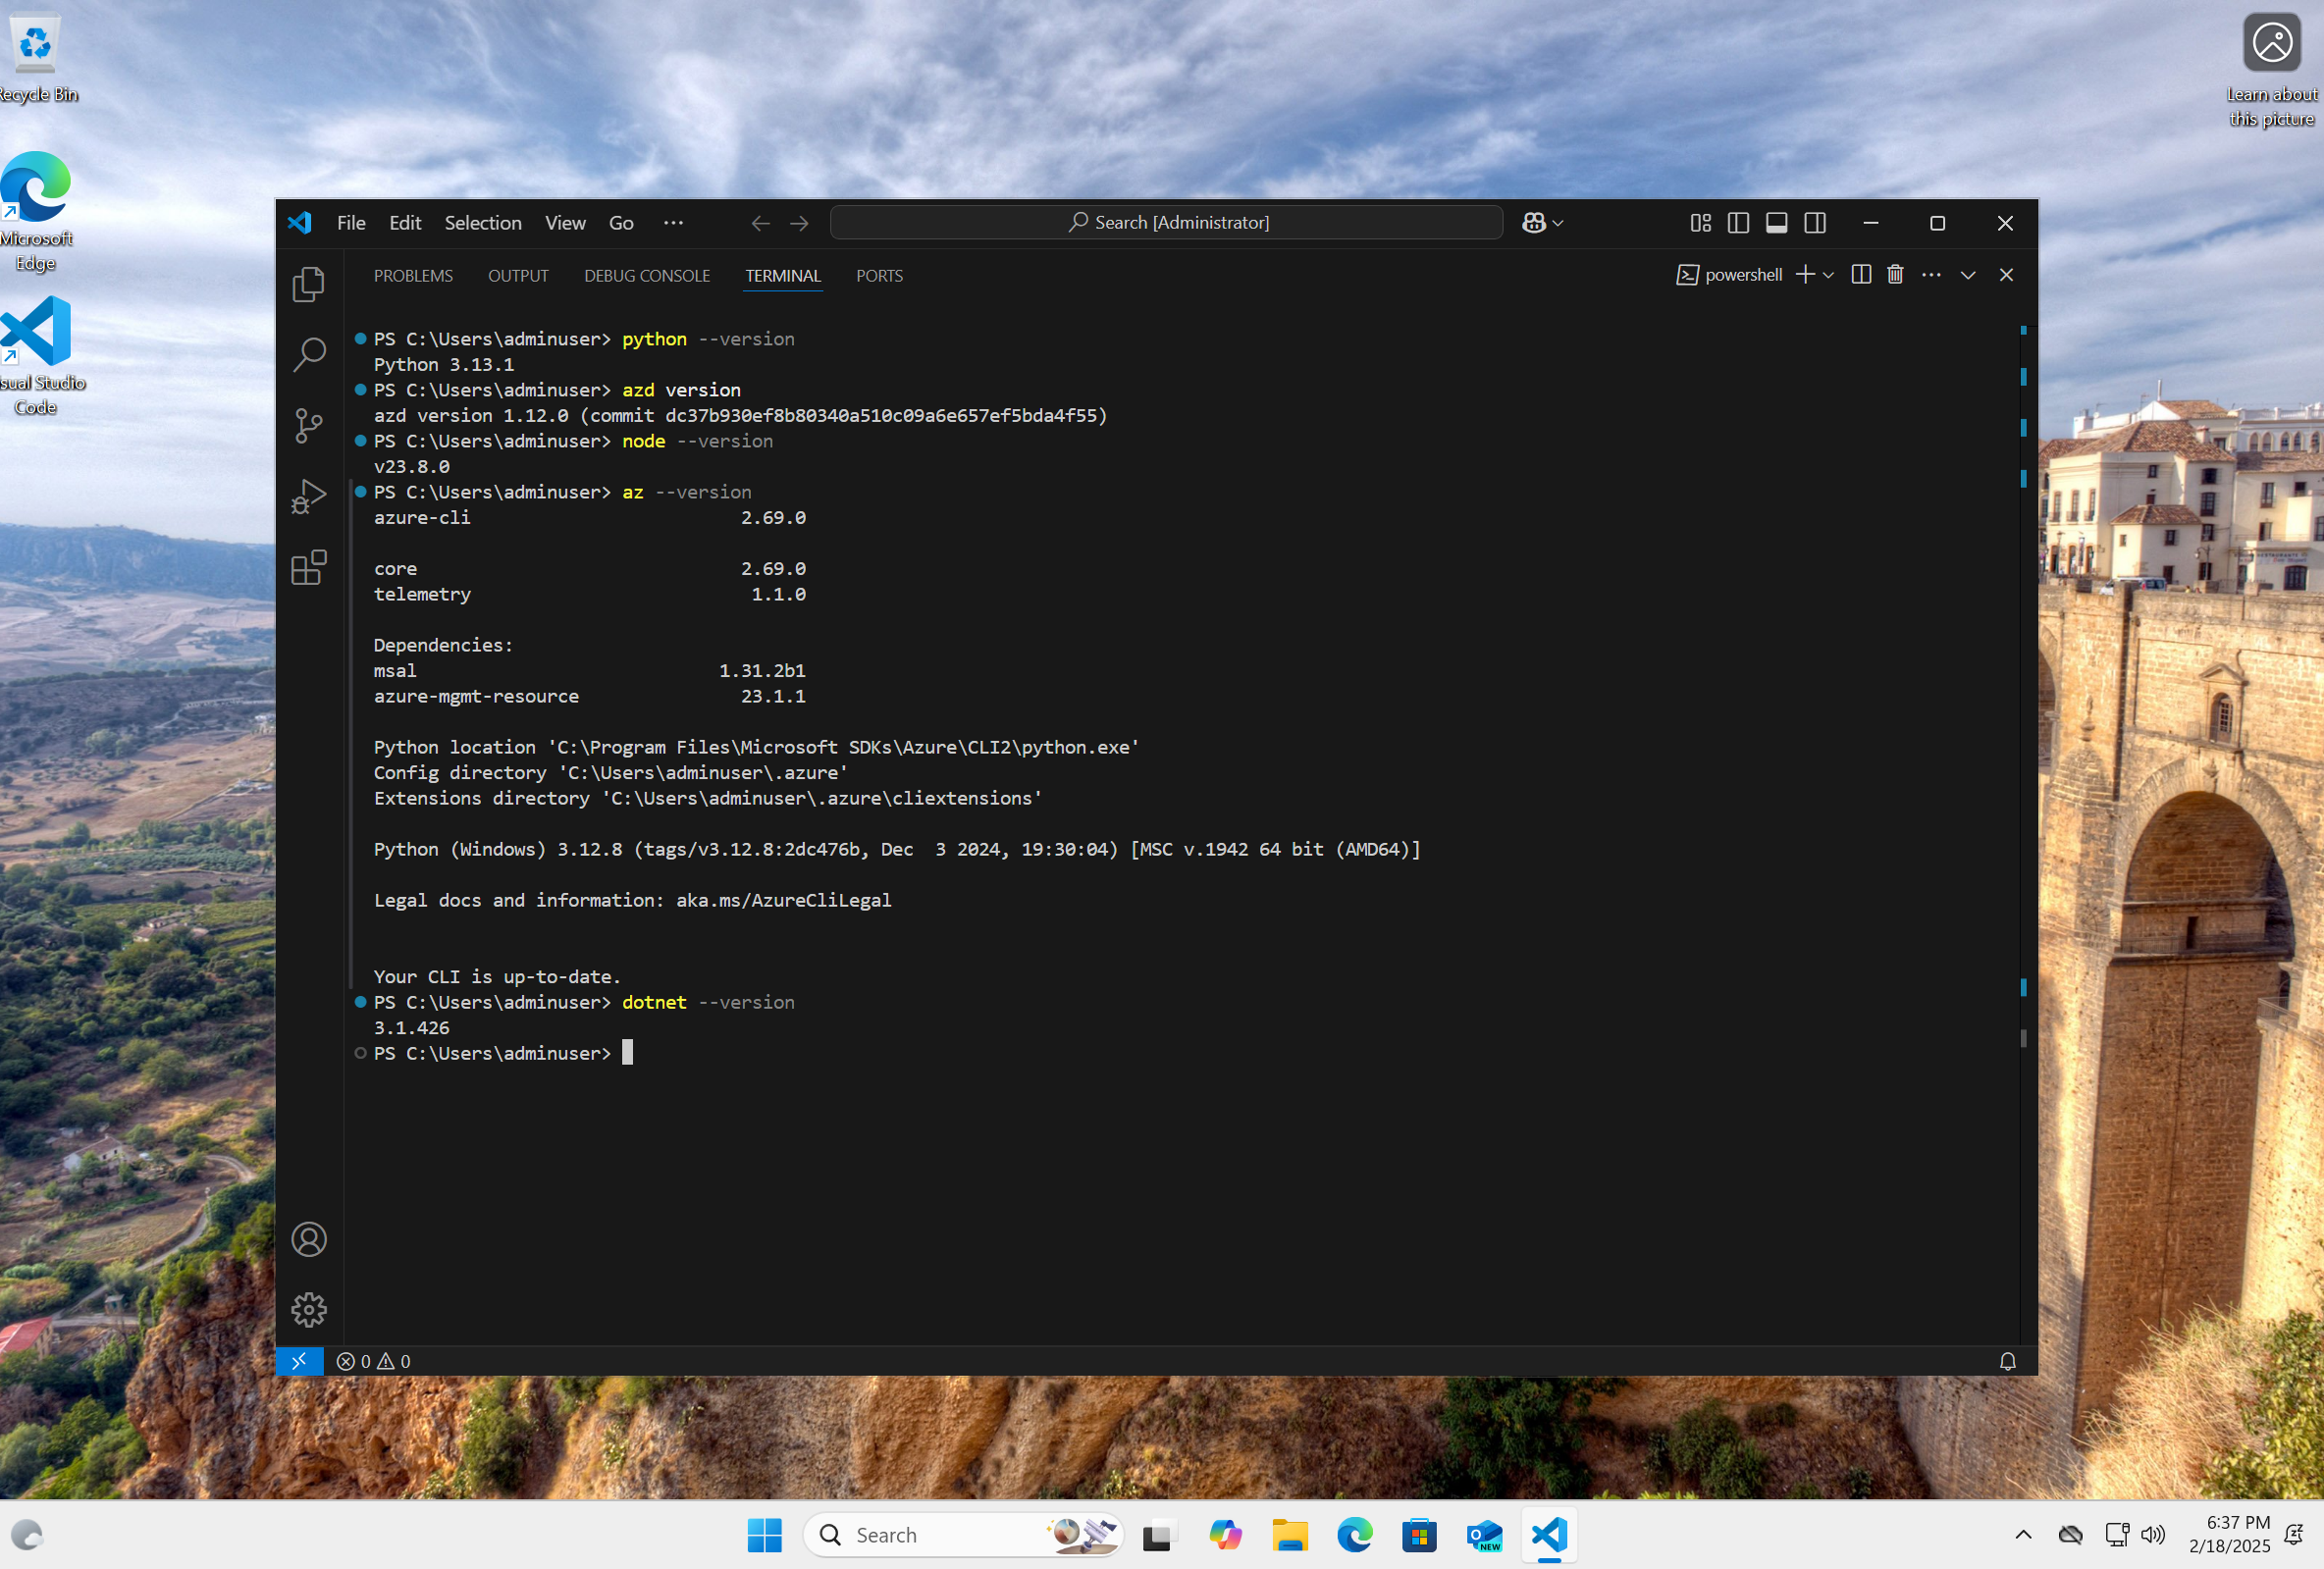 Recycle Bin
Learn about
this picture
Microsoft
Edge
sual Studio
Code
File Edit Selection View Go ··· Search [Administrator]
PROBLEMS OUTPUT DEBUG CONSOLE TERMINAL PORTS powershell
PS C:\Users\adminuser> python --version
Python 3.13.1
PS C:\Users\adminuser> azd version
azd version 1.12.0 (commit dc37b930ef8b80340a510c09a6e657ef5bda4f55)
PS C:\Users\adminuser> node --version
v23.8.0
PS C:\Users\adminuser> az --version
azure-cli 2.69.0
core 2.69.0
telemetry 1.1.0
Dependencies:
msal 1.31.2b1
azure-mgmt-resource 23.1.1
Python location 'C:\Program Files\Microsoft SDKs\Azure\CLI2\python.exe'
Config directory 'C:\Users\adminuser\.azure'
Extensions directory 'C:\Users\adminuser\.azure\cliextensions'
Python (Windows) 3.12.8 (tags/v3.12.8:2dc476b, Dec  3 2024, 19:30:04) [MSC v.1942 64 bit (AMD64)]
Legal docs and information: aka.ms/AzureCliLegal
Your CLI is up-to-date.
PS C:\Users\adminuser> dotnet --version
3.1.426
PS C:\Users\adminuser>
0 0
Search
NEW
6:37 PM
2/18/2025